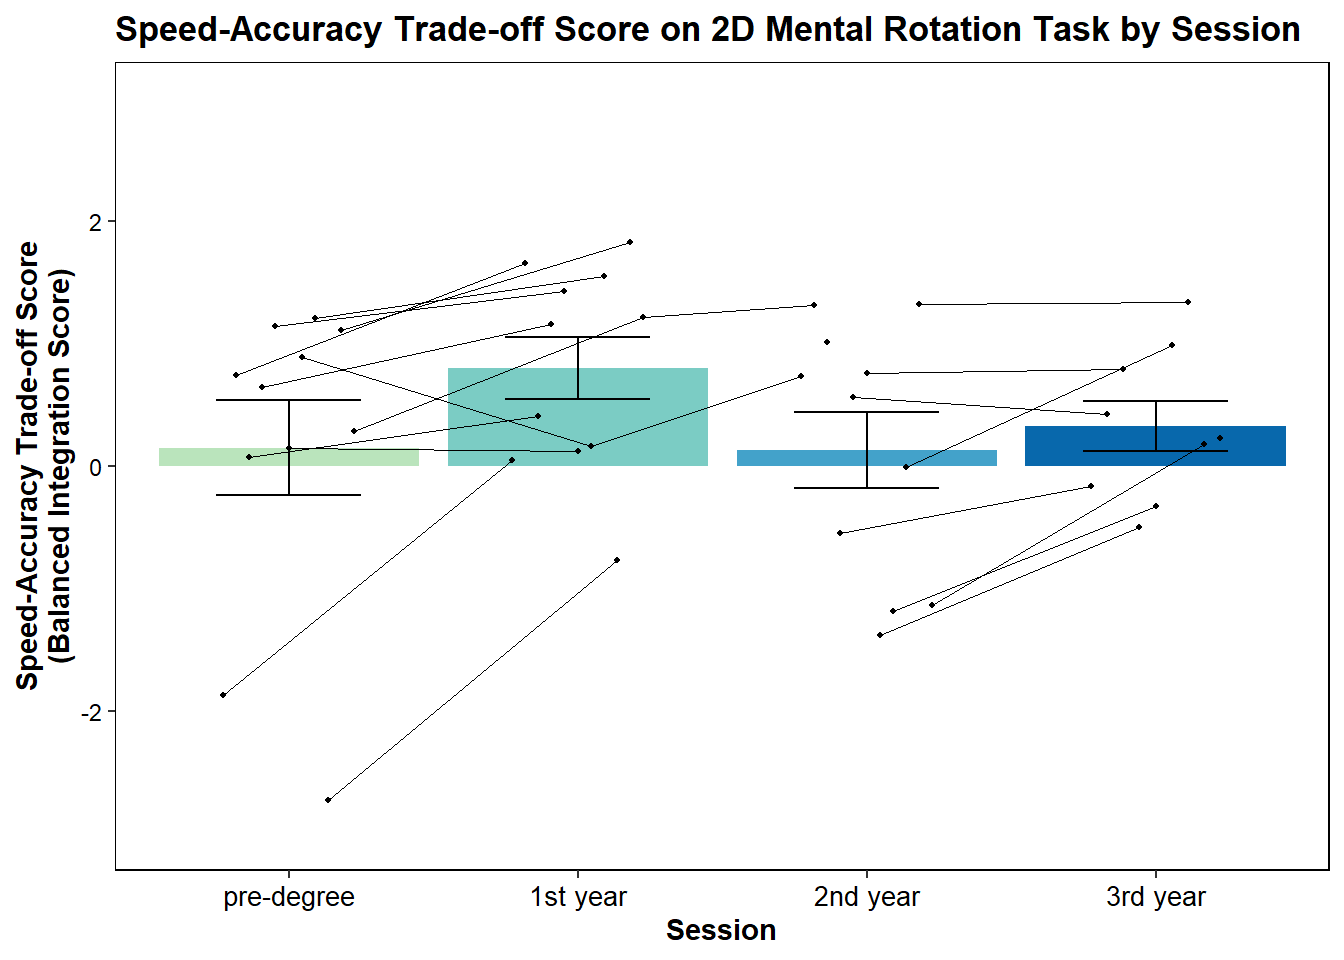 Speed-Accuracy Trade-off Score on 2D Mental Rotation Task by Session
Speed-Accuracy Trade-off Score
(Balanced Integration Score)
2
0
-2
pre-degree
1st year
2nd year
3rd year
Session